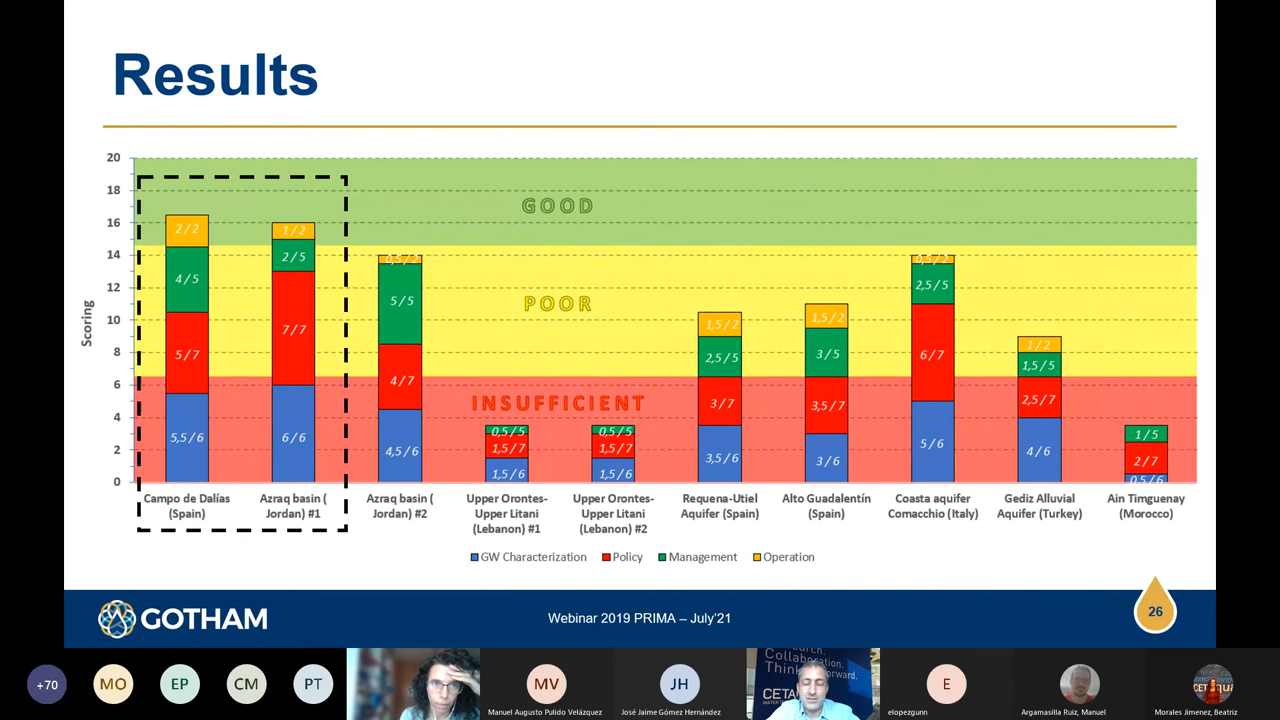 Results
20
18
16
14
12
10
8
6
4
2
0
Scoring
GOOD
POOR
INSUFFICIENT
2 / 2
4 / 5
5 / 7
5,5 / 6
1 / 2
2 / 5
7 / 7
6 / 6
0,5 / 2
5 / 5
4 / 7
4,5 / 6
0,5 / 5
1,5 / 7
1,5 / 6
0,5 / 5
1,5 / 7
1,5 / 6
1,5 / 2
2,5 / 5
3 / 7
3,5 / 6
1,5 / 2
3 / 5
3,5 / 7
3 / 6
0,5 / 2
2,5 / 5
6 / 7
5 / 6
1 / 2
1,5 / 5
2,5 / 7
4 / 6
1 / 5
2 / 7
0,5 / 6
Campo de Dalías
(Spain)
Azraq basin (
Jordan) #1
Azraq basin (
Jordan) #2
Upper Orontes-
Upper Litani
(Lebanon) #1
Upper Orontes-
Upper Litani
(Lebanon) #2
Requena-Utiel
Aquifer (Spain)
Alto Guadalentín
(Spain)
Coasta aquifer
Comacchio (Italy)
Gediz Alluvial
Aquifer (Turkey)
Ain Timguenay
(Morocco)
GW Characterization Policy Management Operation
GOTHAM
Webinar 2019 PRIMA – July'21
26
+70
MO
EP
CM
PT
MV
Manuel Augusto Pulido Velázquez
JH
José Jaime Gómez Hernández
Collaboration.
CETA
E
elopezgunn
Argamasilla Ruiz, Manuel
Morales Jimenez, Beatriz